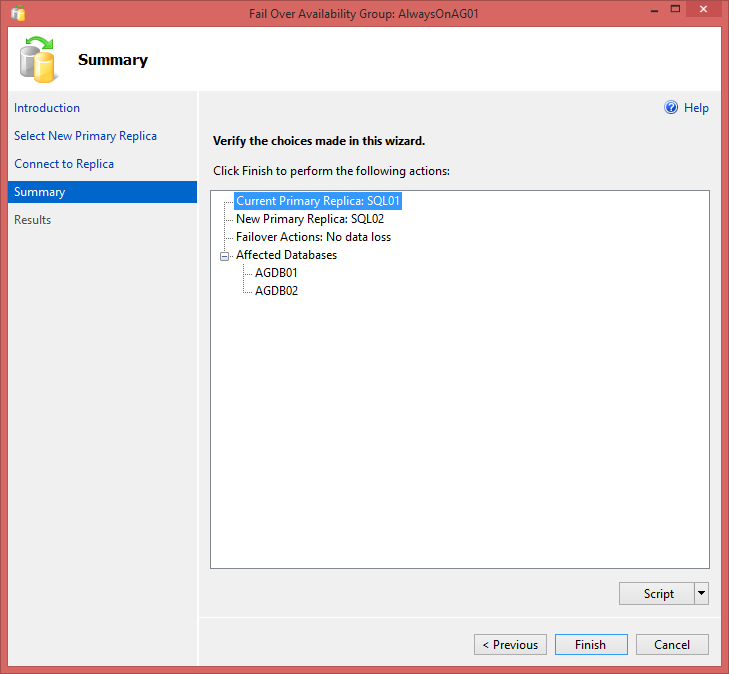 Fail Over Availability Group: AlwaysOnAG01
Summary
Introduction
Select New Primary Replica
Connect to Replica
Summary
Results
Help
Verify the choices made in this wizard.
Click Finish to perform the following actions:
Current Primary Replica: SQL01
New Primary Replica: SQL02
Failover Actions: No data loss
Affected Databases
AGDB01
AGDB02
Script
< Previous
Finish
Cancel